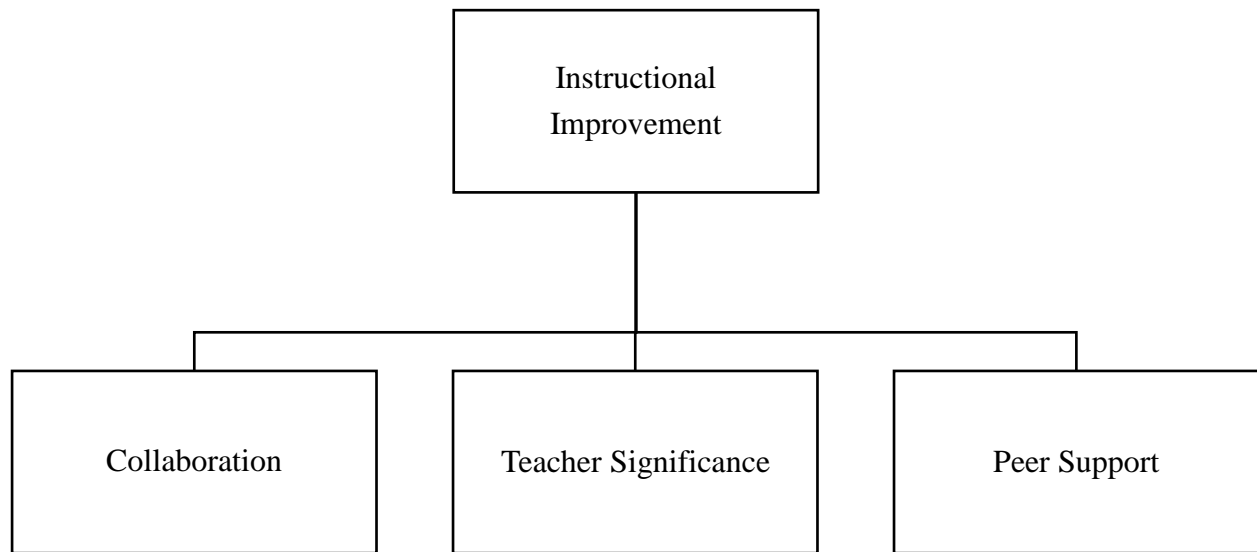 Instructional
Improvement
Collaboration
Teacher Significance
Peer Support